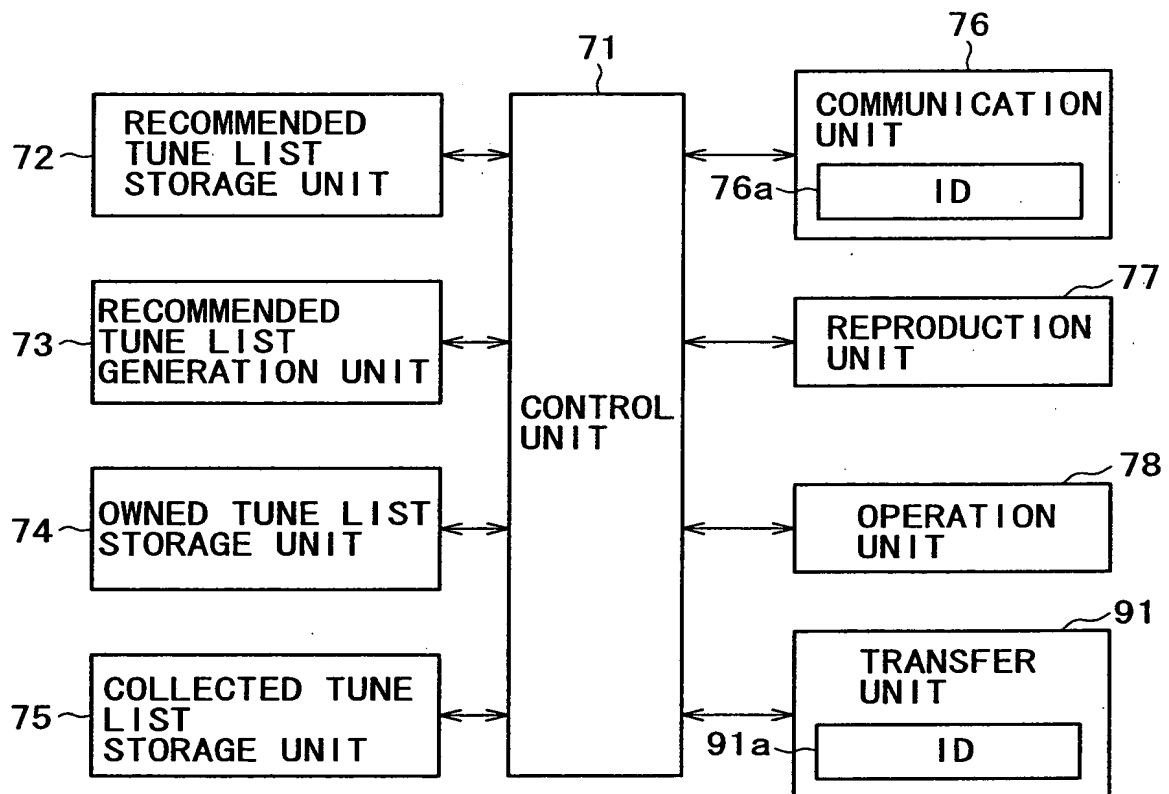 71
76
72
RECOMMENDED
TUNE LIST
STORAGE UNIT
COMMUNICATION
UNIT
76a
ID
73
RECOMMENDED
TUNE LIST
GENERATION UNIT
77
REPRODUCTION
UNIT
CONTROL
UNIT
74
OWNED TUNE LIST
STORAGE UNIT
78
OPERATION
UNIT
75
COLLECTED TUNE
LIST
STORAGE UNIT
91
TRANSFER
UNIT
91a
ID